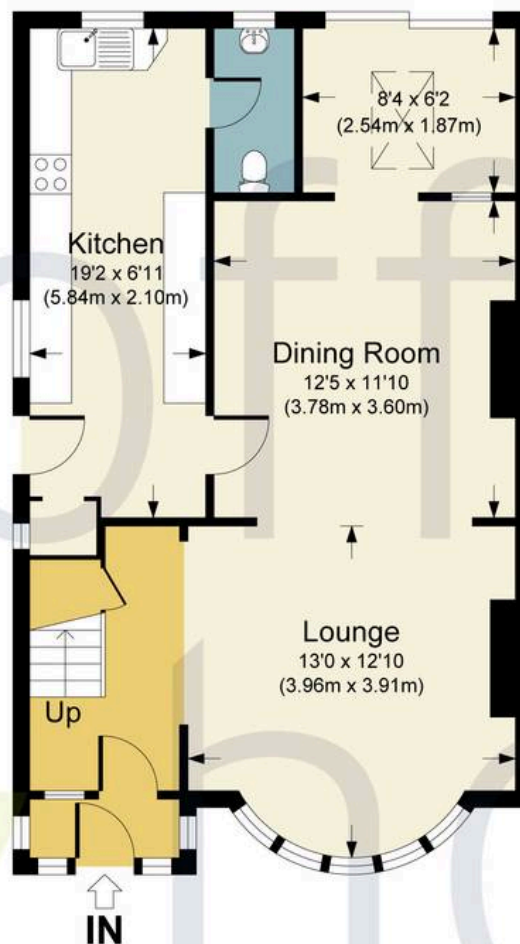 8'4 x 6'2
(2.54m x 1.87m)
Kitchen
19'2 x 6'11
(5.84m x 2.10m)
Dining Room
12'5 x 11'10
(3.78m x 3.60m)
Lounge
13'0 x 12'10
(3.96m x 3.91m)
Up
IN